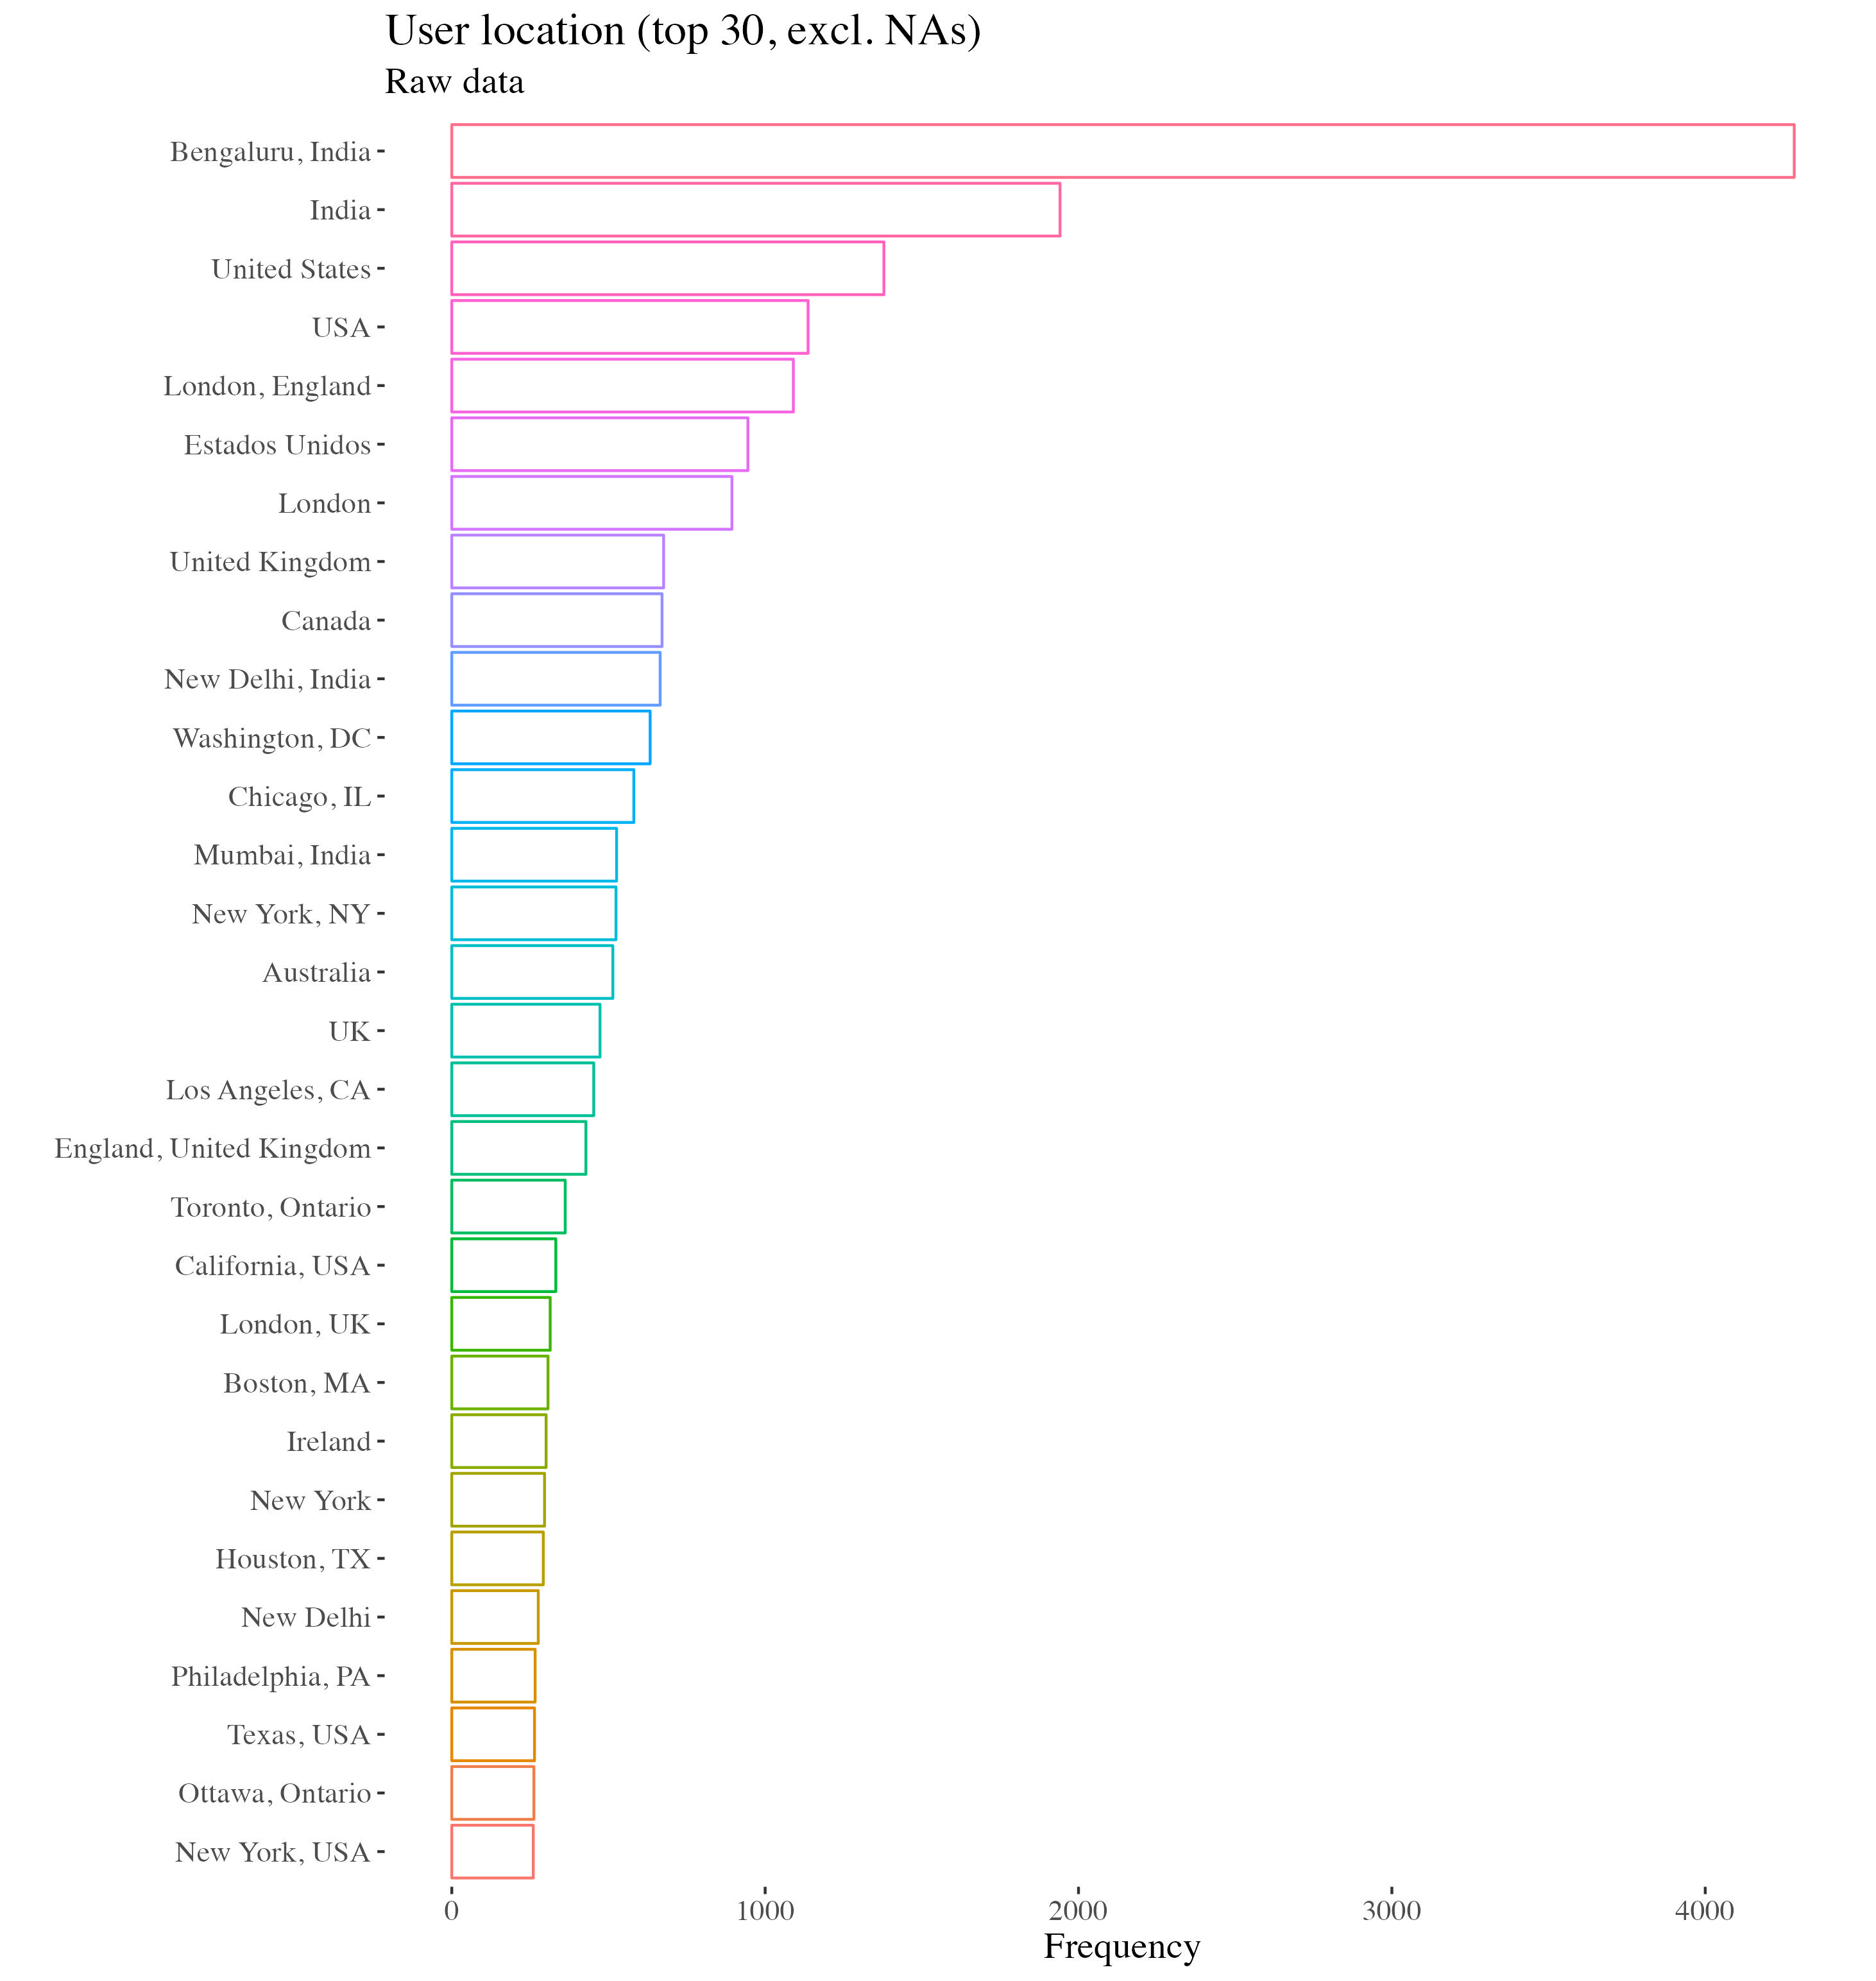 User location (top 30, excl. NAs)
Raw data
Bengaluru, India
India
United States
USA
London, England
Estados Unidos
London
United Kingdom
Canada
New Delhi, India
Washington, DC
Chicago, IL
Mumbai, India
New York, NY
Australia
UK
Los Angeles, CA
England, United Kingdom
Toronto, Ontario
California, USA
London, UK
Boston, MA
Ireland
New York
Houston, TX
New Delhi
Philadelphia, PA
Texas, USA
Ottawa, Ontario
New York, USA
0 1000 2000 3000 4000
Frequency